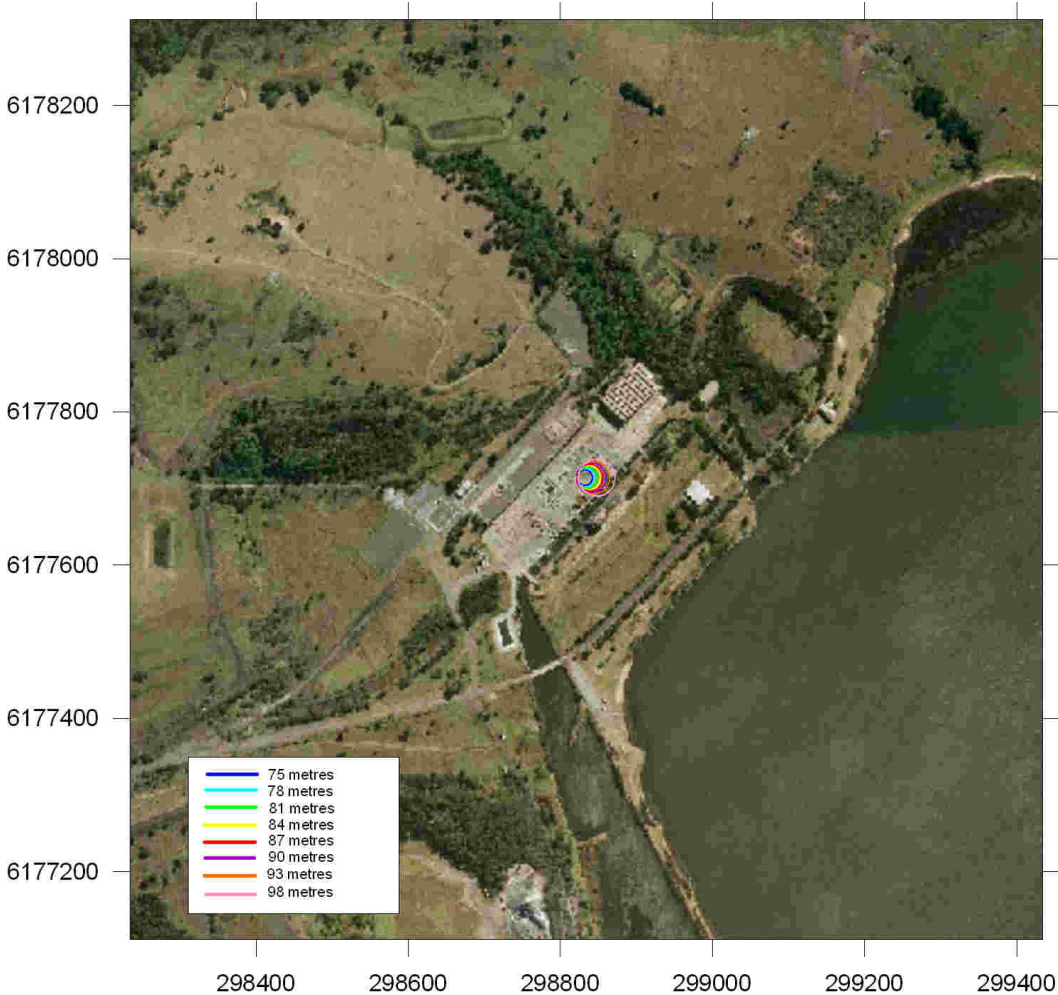 6178200
6178000
6177800
6177600
6177400
6177200
75 metres
78 metres
81 metres
84 metres
87 metres
90 metres
93 metres
98 metres
298400 298600 298800 299000 299200 299400